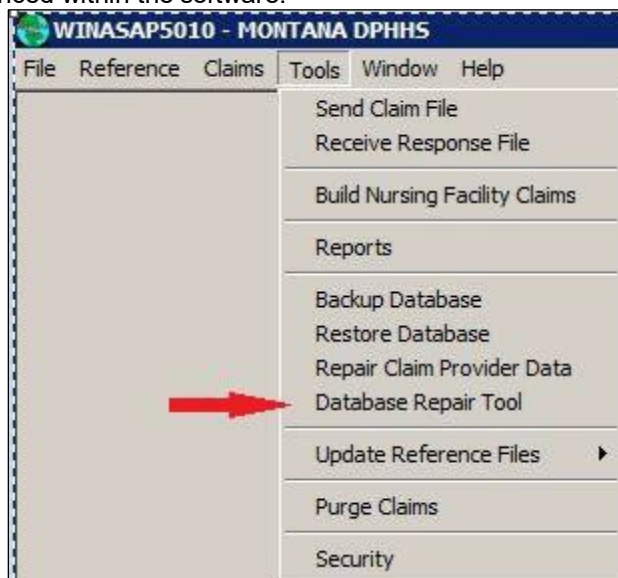 within the software.
WINASAP5010 - MONTANA DPHHS
File Reference Claims Tools Window Help
Send Claim File
Receive Response File
Build Nursing Facility Claims
Reports
Backup Database
Restore Database
Repair Claim Provider Data
Database Repair Tool
Update Reference Files
Purge Claims
Security